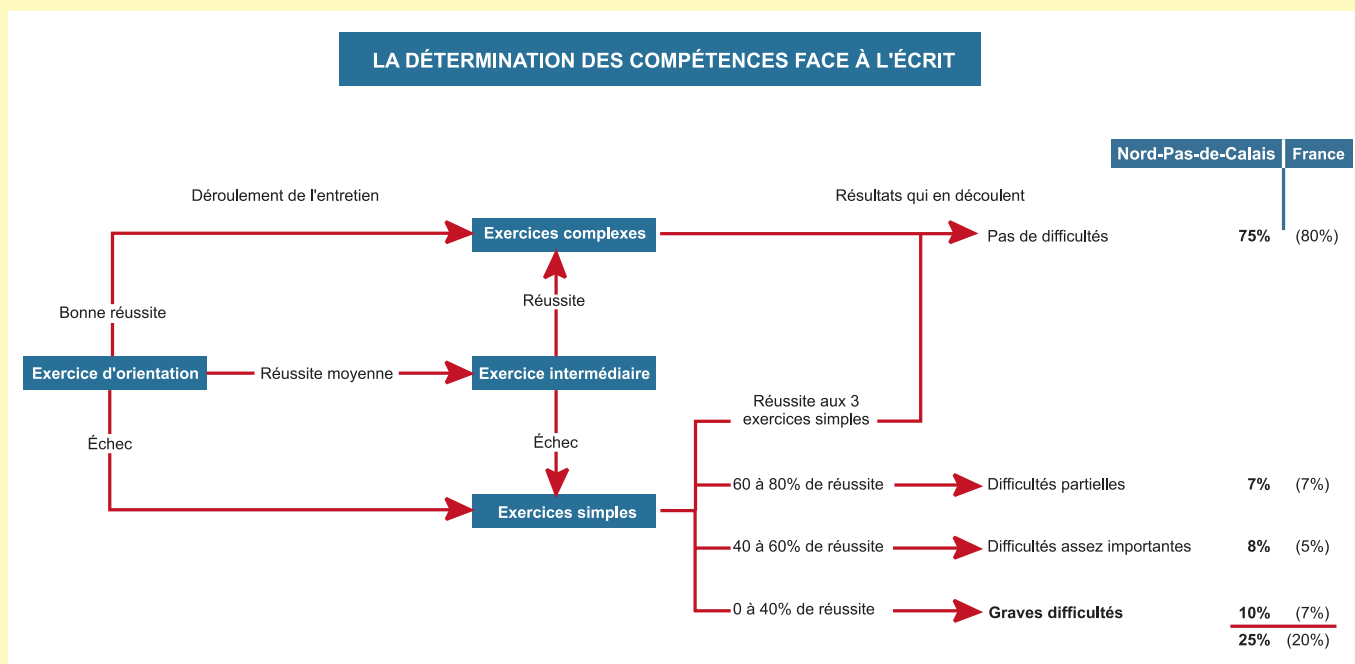 LA DÉTERMINATION DES COMPÉTENCES FACE À L'ÉCRIT
Nord-Pas-de-Calais France
Déroulement de l'entretien
Résultats qui en découlent
Exercices complexes
Pas de difficultés 75% (80%)
Réussite
Bonne réussite
Exercice d'orientation
Réussite moyenne
Exercice intermédiaire
Réussite aux 3
exercices simples
Échec
Échec
60 à 80% de réussite
Difficultés partielles 7% (7%)
Exercices simples
40 à 60% de réussite
Difficultés assez importantes 8% (5%)
0 à 40% de réussite
Graves difficultés 10% (7%)
25% (20%)